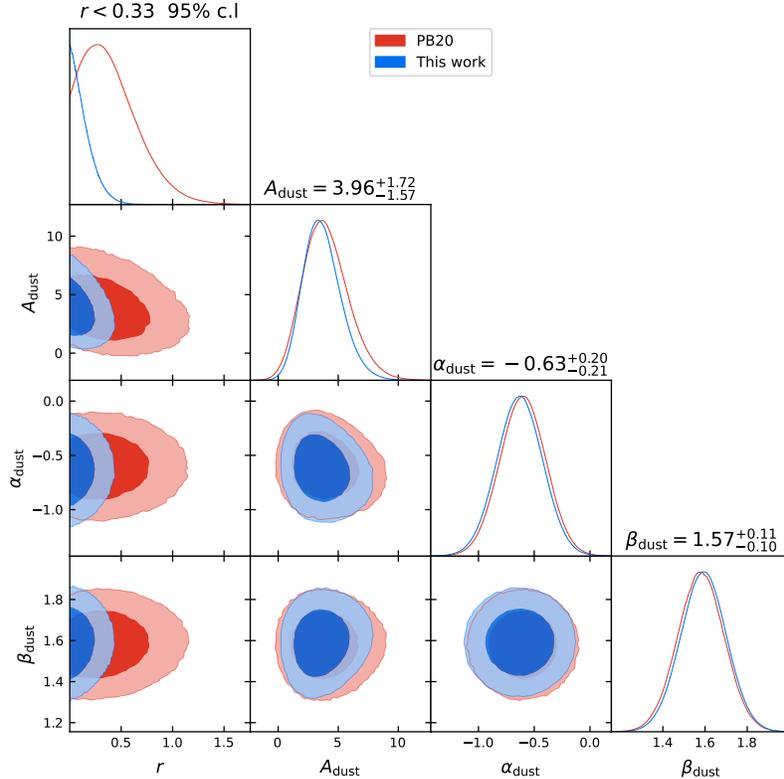 r < 0.33 95% c.l
PB20
This work
A_dust = 3.96^{+1.72}_{-1.57}
10
5
0
A_dust
α_dust = −0.63^{+0.20}_{-0.21}
0.0
−0.5
−1.0
α_dust
β_dust = 1.57^{+0.11}_{-0.10}
1.8
1.6
1.4
1.2
β_dust
0.5 1.0 1.5
0 5 10
−1.0 −0.5 0.0
1.4 1.6 1.8
r
A_dust
α_dust
β_dust